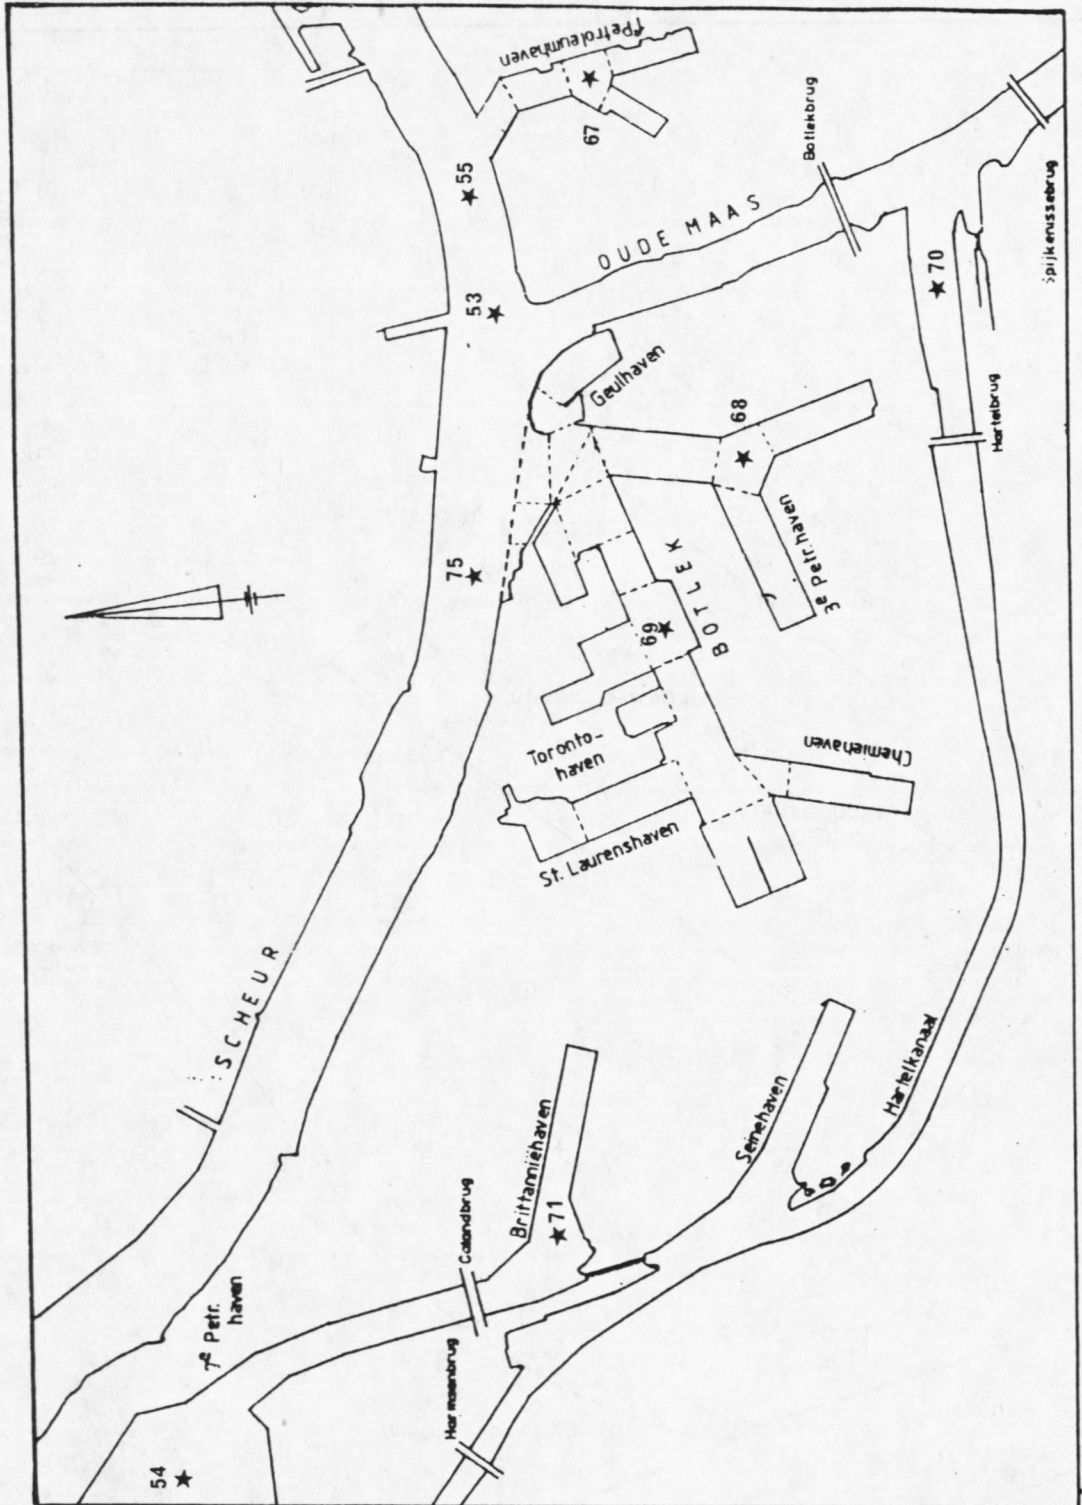 1ePetroleumhaven
67
55
Botlekbrug
OUDE MAAS
53
Spijkenissebrug
70
Geulhaven
68
Hartelbrug
75
3e Petr. haven
BOTLEK
69
Toronto-
haven
Chemiehaven
St. Laurenshaven
SCHEUR
Brittanniëhaven
Seinehaven
Hartelkanaal
71
Calandbrug
7e Petr.
haven
Harmsenbrug
54